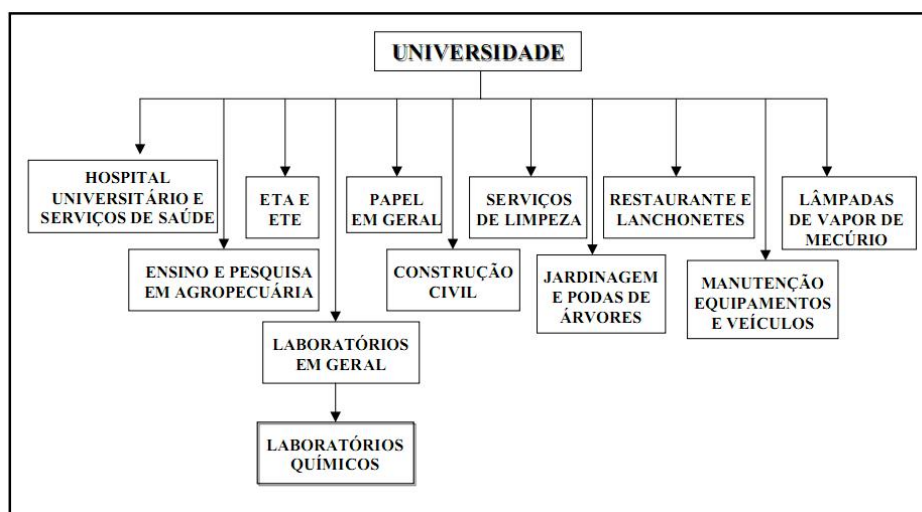 UNIVERSIDADE
HOSPITAL
UNIVERSITÁRIO E
SERVIÇOS DE SAÚDE
ETA E
ETE
PAPEL
EM GERAL
SERVIÇOS
DE LIMPEZA
RESTAURANTE E
LANCHONETES
LÂMPADAS
DE VAPOR DE
MECÚRIO
ENSINO E PESQUISA
EM AGROPECUÁRIA
CONSTRUÇÃO
CIVIL
JARDINAGEM
E PODAS DE
ÁRVORES
MANUTENÇÃO
EQUIPAMENTOS
E VEÍCULOS
LABORATÓRIOS
EM GERAL
LABORATÓRIOS
QUÍMICOS